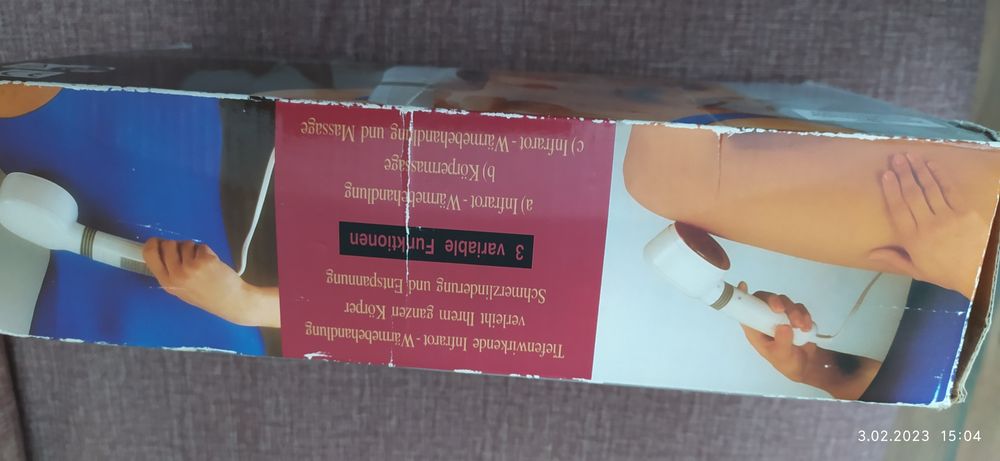 Tiefenwirkende Infrarot - Wärmebehandlung
verleiht Ihrem ganzen Körper
Schmerzlinderung und Entspannung
3 variable Funktionen
a) Infrarot - Wärmebehandlung
b) Körpermassage
c) Infrarot - Wärmebehandlung und Massage
3.02.2023 15:04